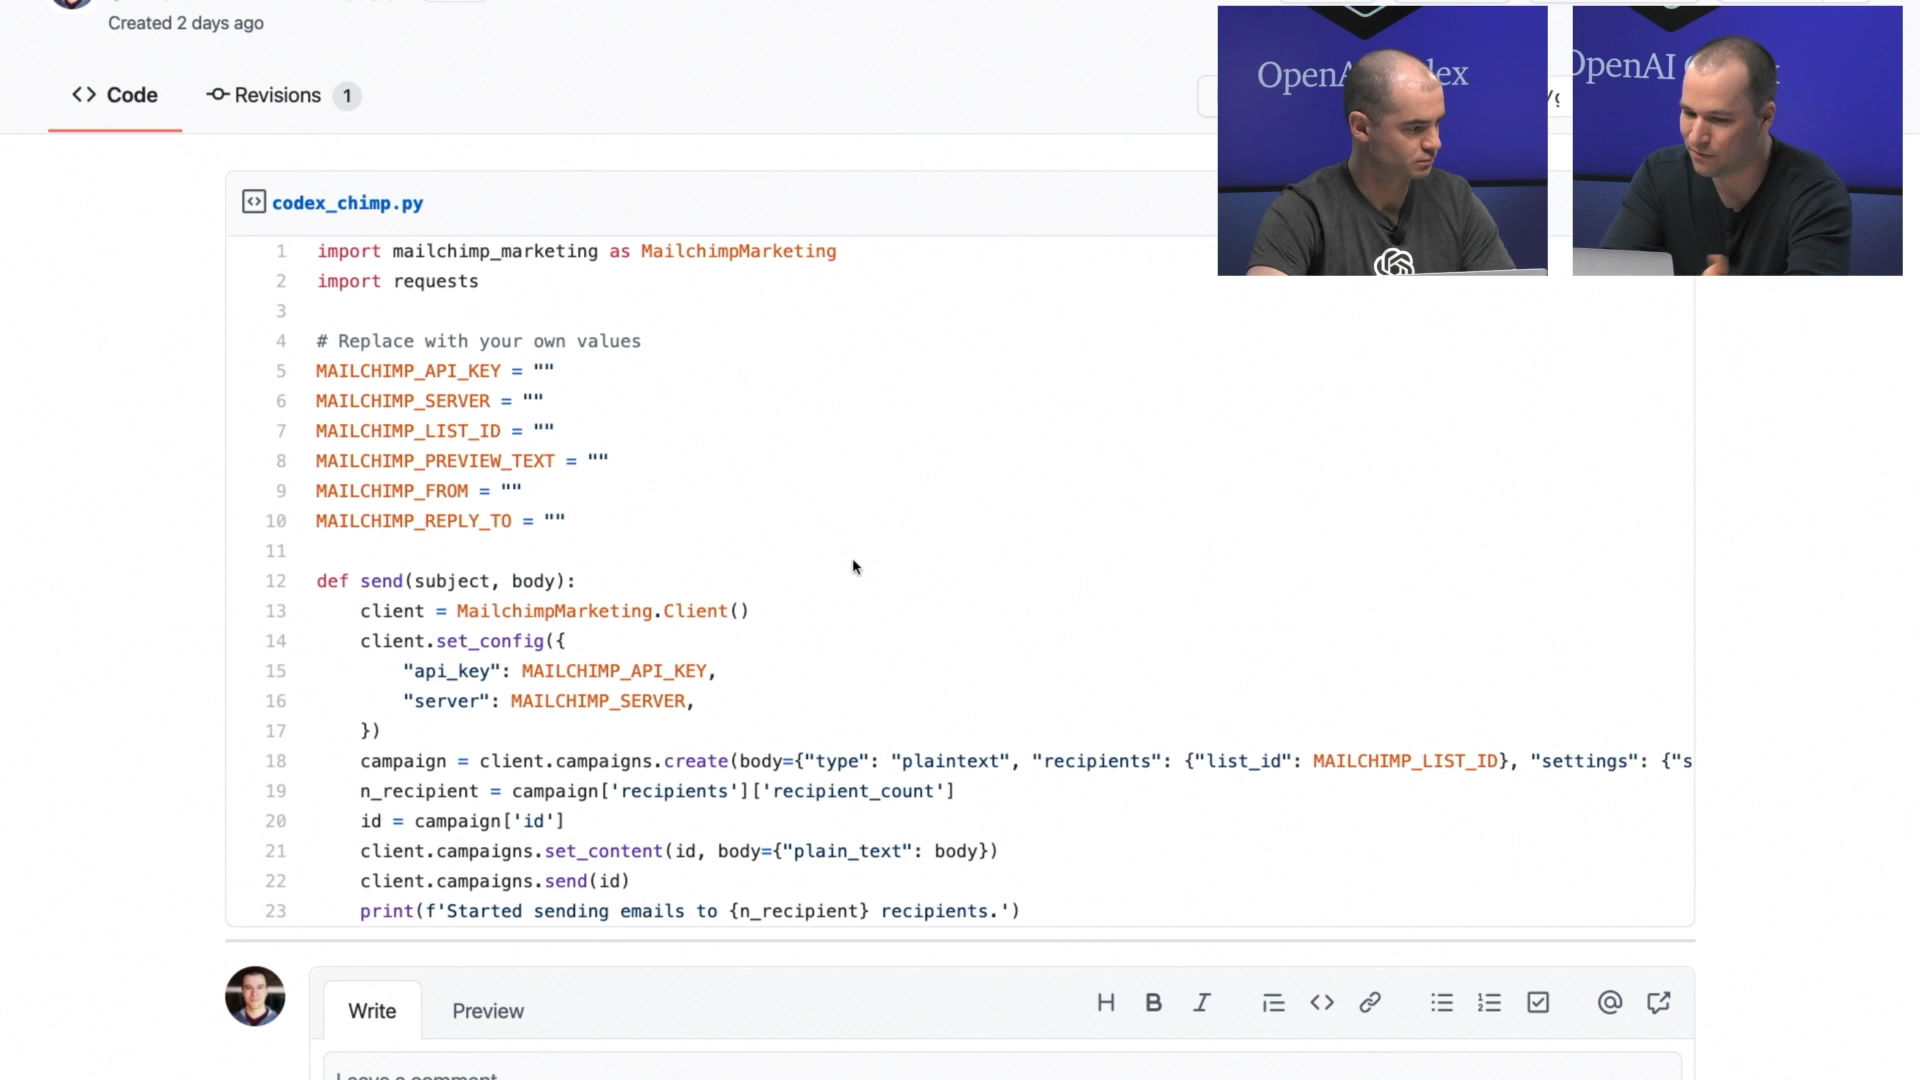 Created 2 days ago
OpenAI
dex
OpenAI
Code
Revisions 1
codex_chimp.py
1 import mailchimp_marketing as MailchimpMarketing
2 import requests
3
4 # Replace with your own values
5 MAILCHIMP_API_KEY = ""
6 MAILCHIMP_SERVER = ""
7 MAILCHIMP_LIST_ID = ""
8 MAILCHIMP_PREVIEW_TEXT = ""
9 MAILCHIMP_FROM = ""
10 MAILCHIMP_REPLY_TO = ""
11
12 def send(subject, body):
13 client = MailchimpMarketing.Client()
14 client.set_config({
15 "api_key": MAILCHIMP_API_KEY,
16 "server": MAILCHIMP_SERVER,
17 })
18 campaign = client.campaigns.create(body={"type": "plaintext", "recipients": {"list_id": MAILCHIMP_LIST_ID}, "settings": {"s
19 n_recipient = campaign['recipients']['recipient_count']
20 id = campaign['id']
21 client.campaigns.set_content(id, body={"plain_text": body})
22 client.campaigns.send(id)
23 print(f'Started sending emails to {n_recipient} recipients.')
Write
Preview
H B I
Leave a comment